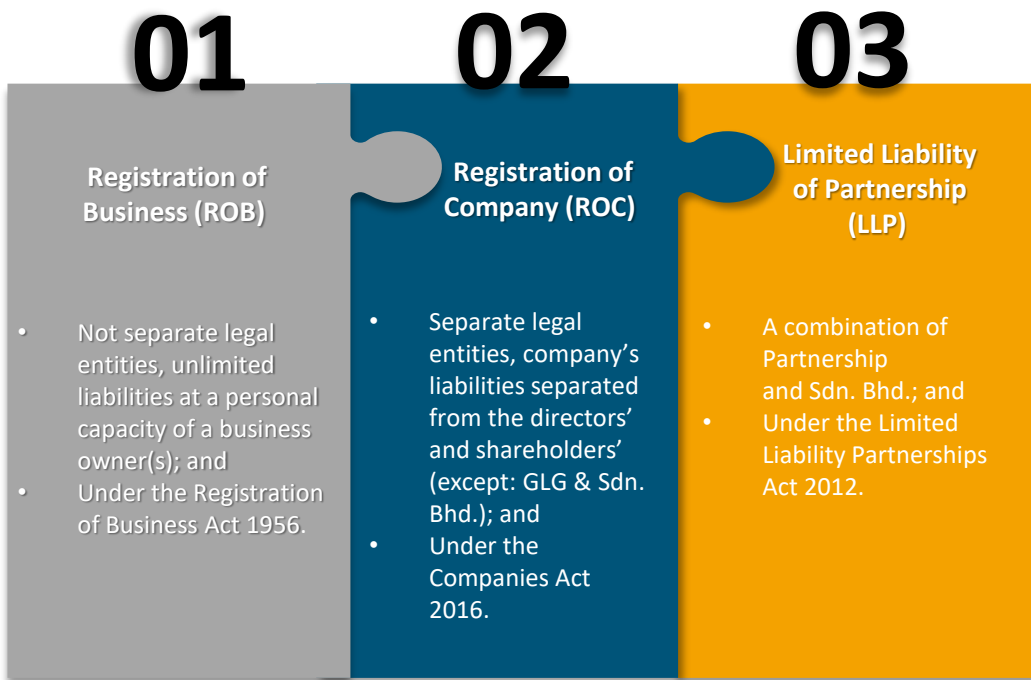 01
Registration of
Business (ROB)
• Not separate legal
entities, unlimited
liabilities at a personal
capacity of a business
owner(s); and
• Under the Registration
of Business Act 1956.
02
Registration of
Company (ROC)
• Separate legal
entities, company’s
liabilities separated
from the directors’
and shareholders’
(except: GLG & Sdn.
Bhd.); and
• Under the
Companies Act
2016.
03
Limited Liability
of Partnership
(LLP)
• A combination of
Partnership
and Sdn. Bhd.; and
• Under the Limited
Liability Partnerships
Act 2012.